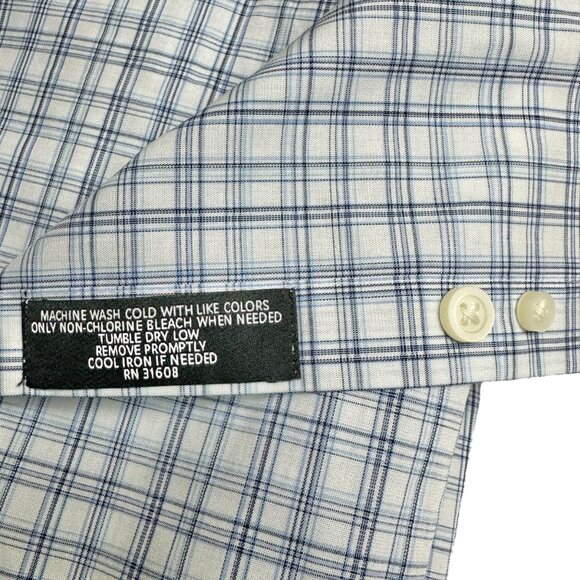 MACHINE WASH COLD WITH LIKE COLORS
ONLY NON-CHLORINE BLEACH WHEN NEEDED
TUMBLE DRY LOW
REMOVE PROMPTLY
COOL IRON IF NEEDED
RN 31608